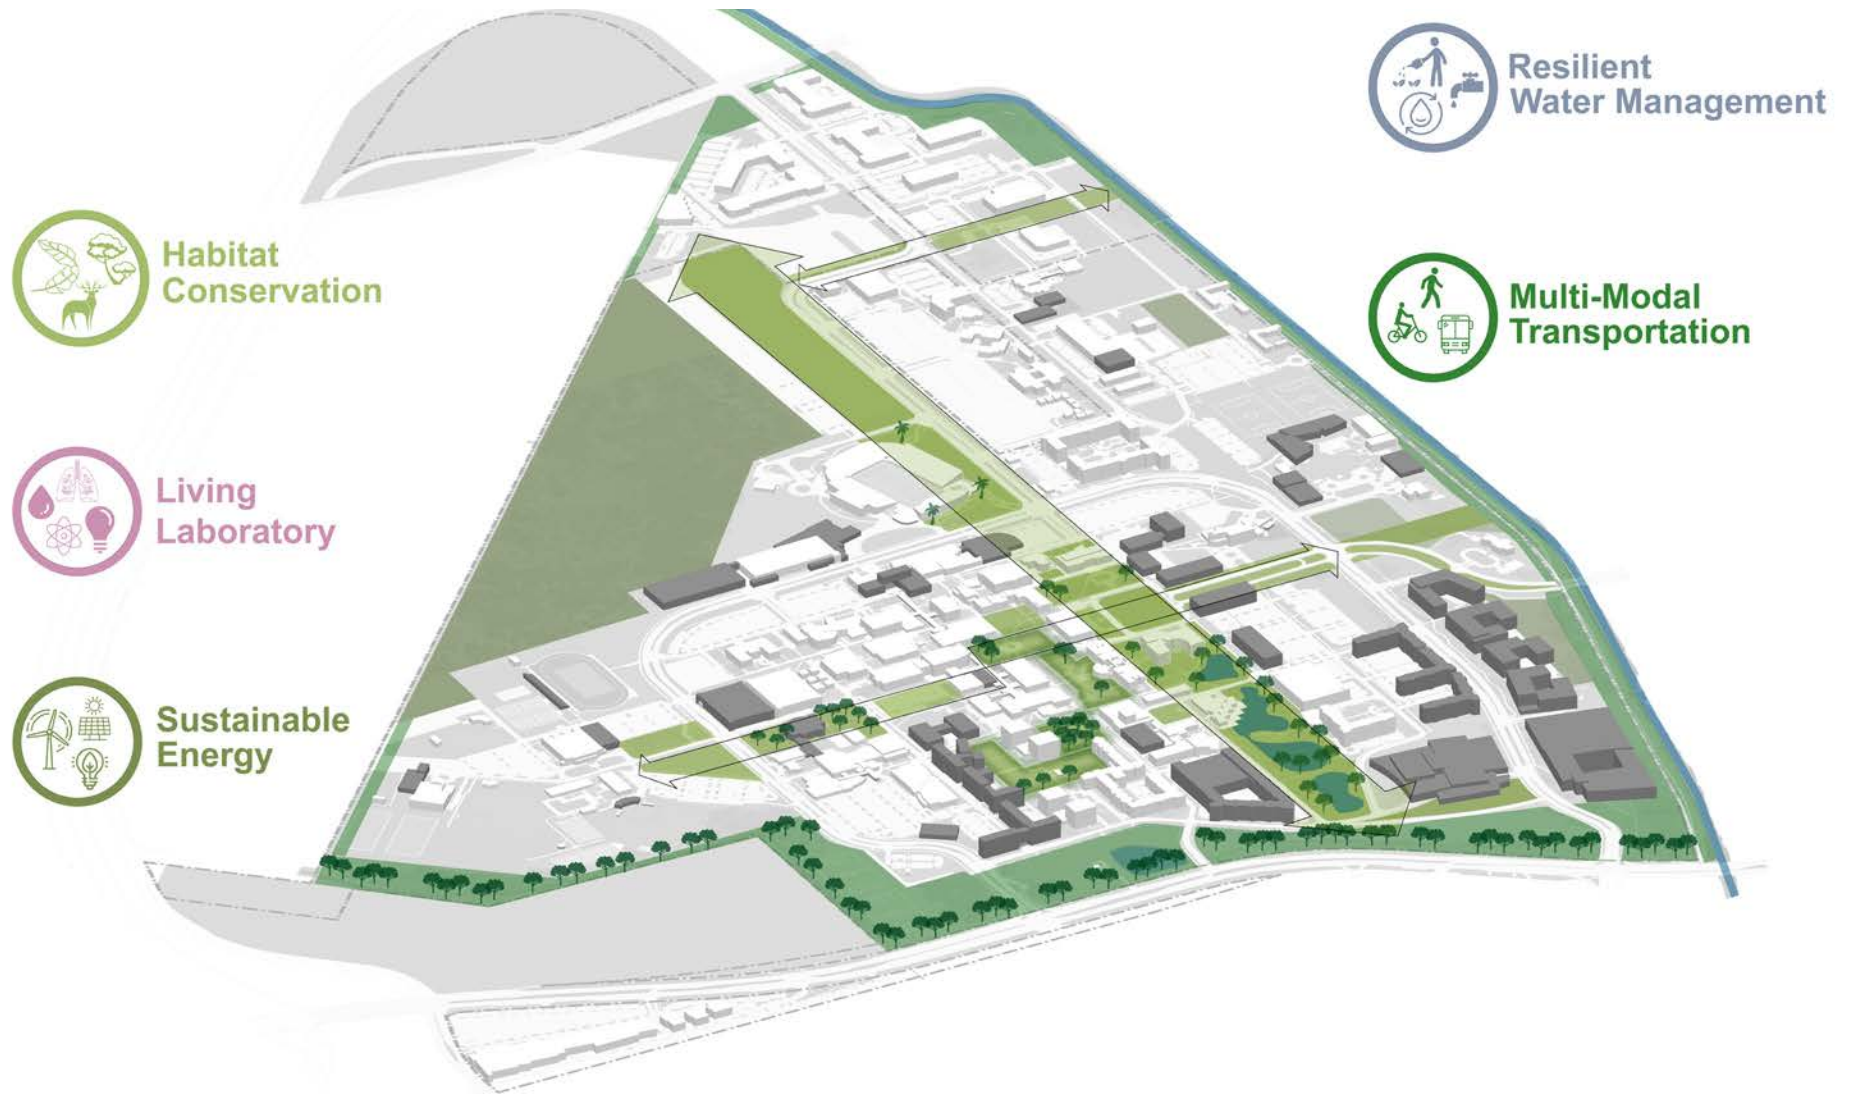 Resilient
Water Management
Habitat
Conservation
Multi-Modal
Transportation
Living
Laboratory
Sustainable
Energy